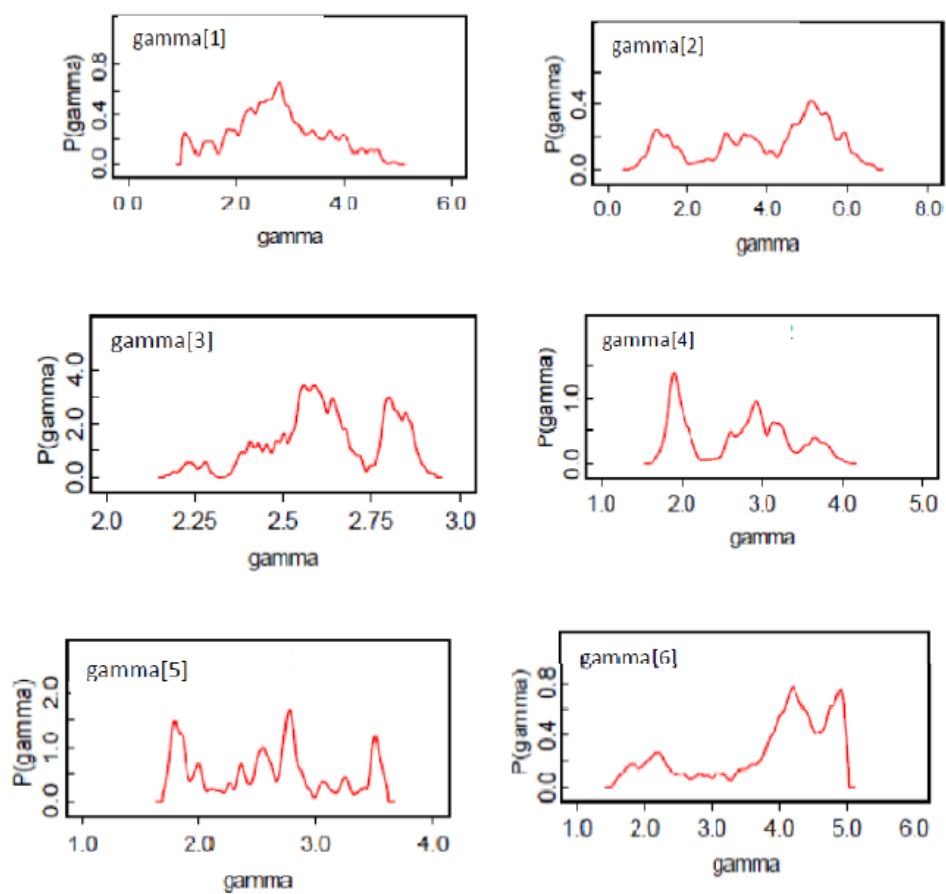 gamma[1]
P(gamma)
0.0 0.4 0.8
0.0 2.0 4.0 6.0
gamma
gamma[2]
P(gamma)
0.0 0.4
0.0 2.0 4.0 6.0 8.0
gamma
gamma[3]
P(gamma)
0.0 2.0 4.0
2.0 2.25 2.5 2.75 3.0
gamma
gamma[4]
P(gamma)
0.0 1.0
1.0 2.0 3.0 4.0 5.0
gamma
gamma[5]
P(gamma)
0.0 1.0 2.0
1.0 2.0 3.0 4.0
gamma
gamma[6]
P(gamma)
0.0 0.4 0.8
1.0 2.0 3.0 4.0 5.0 6.0
gamma